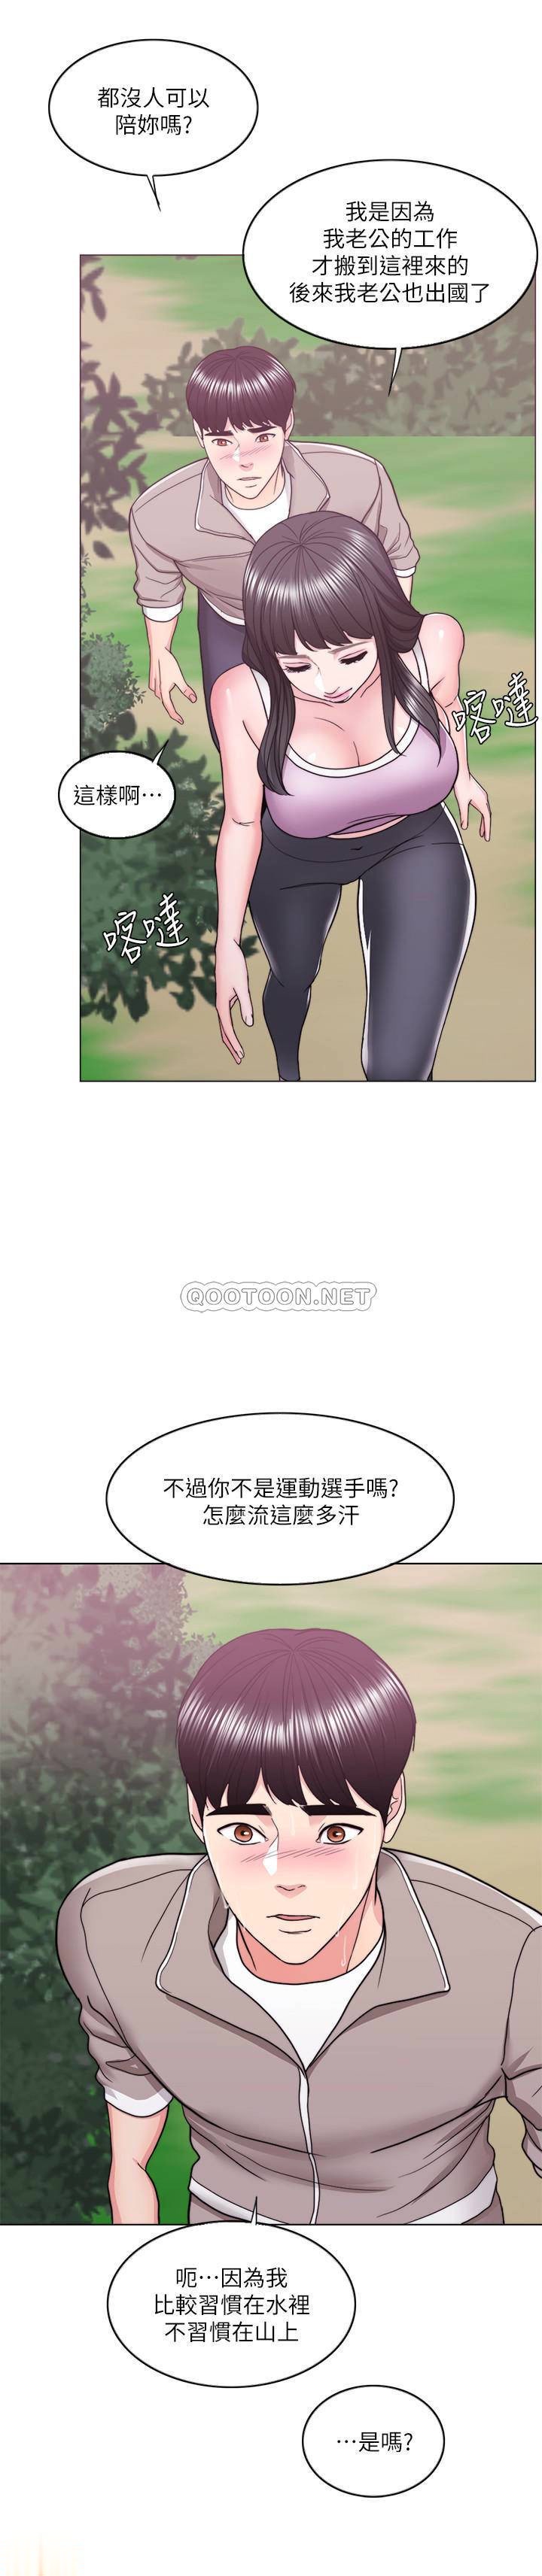 都沒人可以
陪妳嗎?
我是因為
我老公的工作
才搬到這裡來的
後來我老公也出國了
喀噠
這樣啊…
喀噠
QOOTOON.NET
不過你不是運動選手嗎?
怎麼流這麼多汗
呃…因為我
比較習慣在水裡
不習慣在山上
…是嗎?